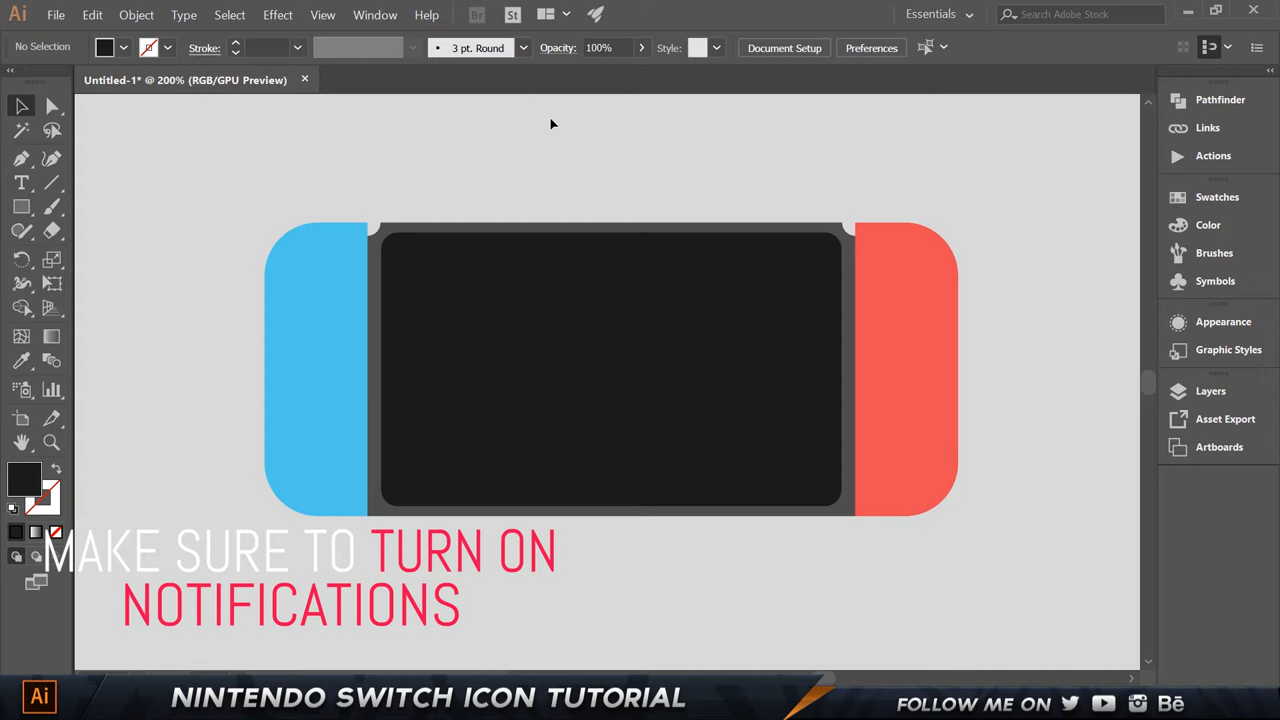 Ai File Edit Object Type Select Effect View Window Help Br St Essentials Search Adobe Stock
No Selection Stroke: 3 pt. Round Opacity: 100% Style: Document Setup Preferences
Untitled-1* @ 200% (RGB/GPU Preview)
Pathfinder
Links
Actions
Swatches
Color
Brushes
Symbols
Appearance
Graphic Styles
Layers
Asset Export
Artboards
MAKE SURE TO TURN ON
NOTIFICATIONS
Ai NINTENDO SWITCH ICON TUTORIAL FOLLOW ME ON Bē